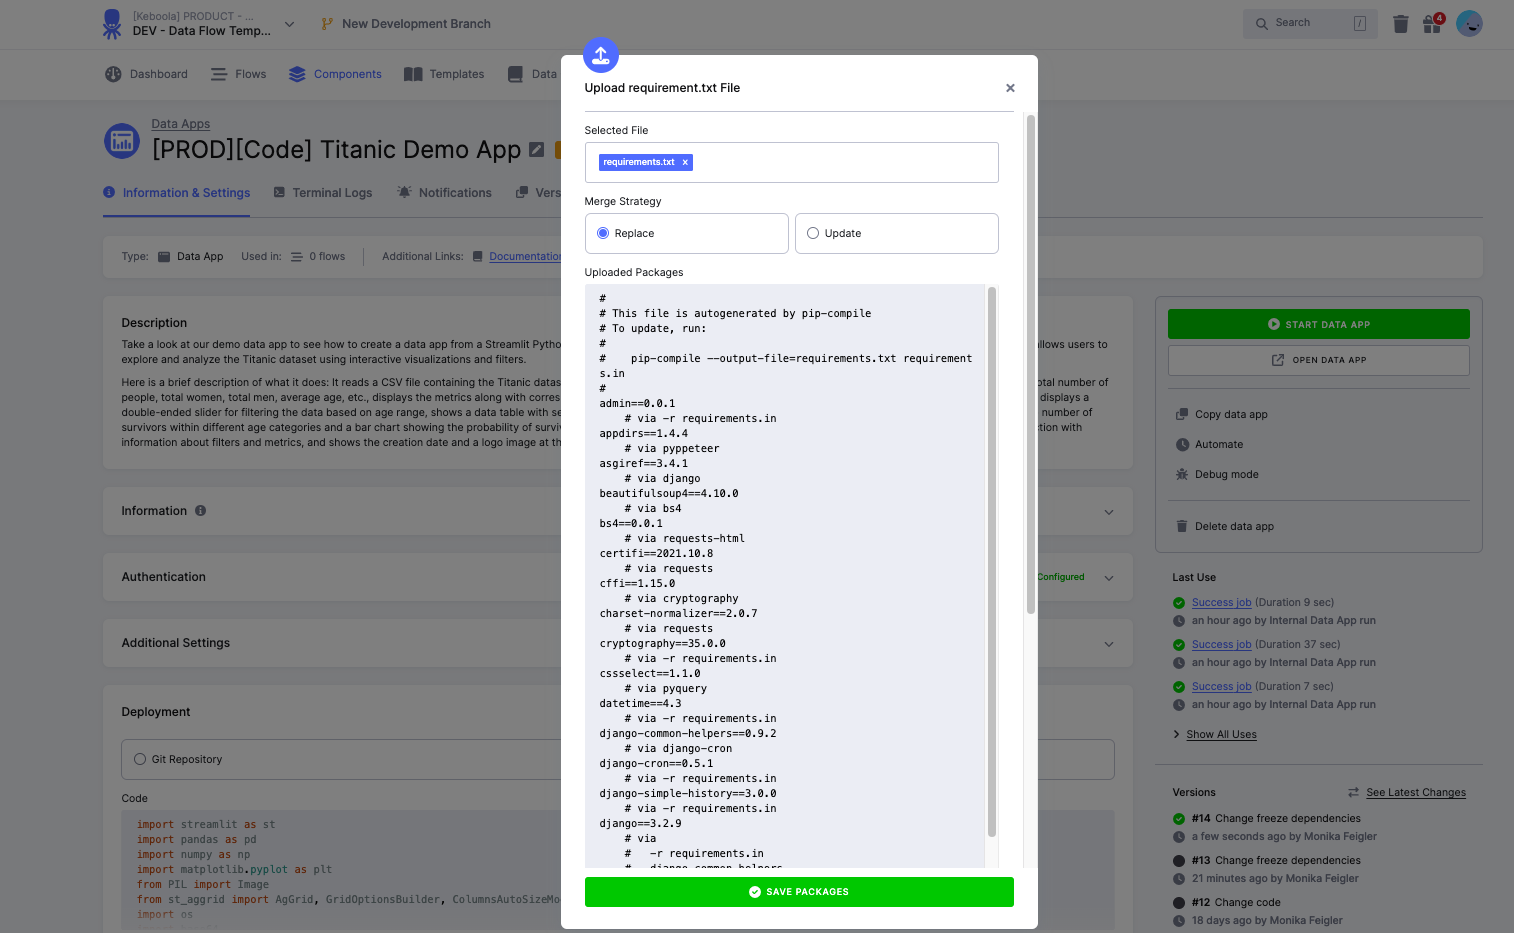 [Keboola] PRODUCT - ...
DEV - Data Flow Temp...
New Development Branch
Search
/
4
Dashboard
Flows
Components
Templates
Data
Data Apps
[PROD][Code] Titanic Demo App
Information & Settings
Terminal Logs
Notifications
Vers
Type:
Data App
Used in:
0 flows
Additional Links:
Documentation
Description
Take a look at our demo data app to see how to create a data app from a Streamlit Pytho
llows users to
explore and analyze the Titanic dataset using interactive visualizations and filters.
Here is a brief description of what it does: It reads a CSV file containing the Titanic datas
otal number of
people, total women, total men, average age, etc., displays the metrics along with corres
displays a
double-ended slider for filtering the data based on age range, shows a data table with se
number of
survivors within different age categories and a bar chart showing the probability of surviv
ction with
information about filters and metrics, and shows the creation date and a logo image at th
Information
Authentication
Configured
Additional Settings
Deployment
Git Repository
Code
import streamlit as st
import pandas as pd
import numpy as np
import matplotlib.pyplot as plt
from PIL import Image
from st_aggrid import AgGrid, GridOptionsBuilder, ColumnsAutoSizeMo
import os
Upload requirement.txt File
×
Selected File
requirements.txt ×
Merge Strategy
Replace
Update
Uploaded Packages
#
# This file is autogenerated by pip-compile
# To update, run:
#
#    pip-compile --output-file=requirements.txt requirement
s.in
#
admin==0.0.1
# via -r requirements.in
appdirs==1.4.4
# via pyppeteer
asgiref==3.4.1
# via django
beautifulsoup4==4.10.0
# via bs4
bs4==0.0.1
# via requests-html
certifi==2021.10.8
# via requests
cffi==1.15.0
# via cryptography
charset-normalizer==2.0.7
# via requests
cryptography==35.0.0
# via -r requirements.in
cssselect==1.1.0
# via pyquery
datetime==4.3
# via -r requirements.in
django-common-helpers==0.9.2
# via django-cron
django-cron==0.5.1
# via -r requirements.in
django-simple-history==3.0.0
# via -r requirements.in
django==3.2.9
# via
#   -r requirements.in
#   django-common-helpers
SAVE PACKAGES
START DATA APP
OPEN DATA APP
Copy data app
Automate
Debug mode
Delete data app
Last Use
Success job (Duration 9 sec)
an hour ago by Internal Data App run
Success job (Duration 37 sec)
an hour ago by Internal Data App run
Success job (Duration 7 sec)
an hour ago by Internal Data App run
Show All Uses
Versions
See Latest Changes
#14 Change freeze dependencies
a few seconds ago by Monika Feigler
#13 Change freeze dependencies
21 minutes ago by Monika Feigler
#12 Change code
18 days ago by Monika Feigler